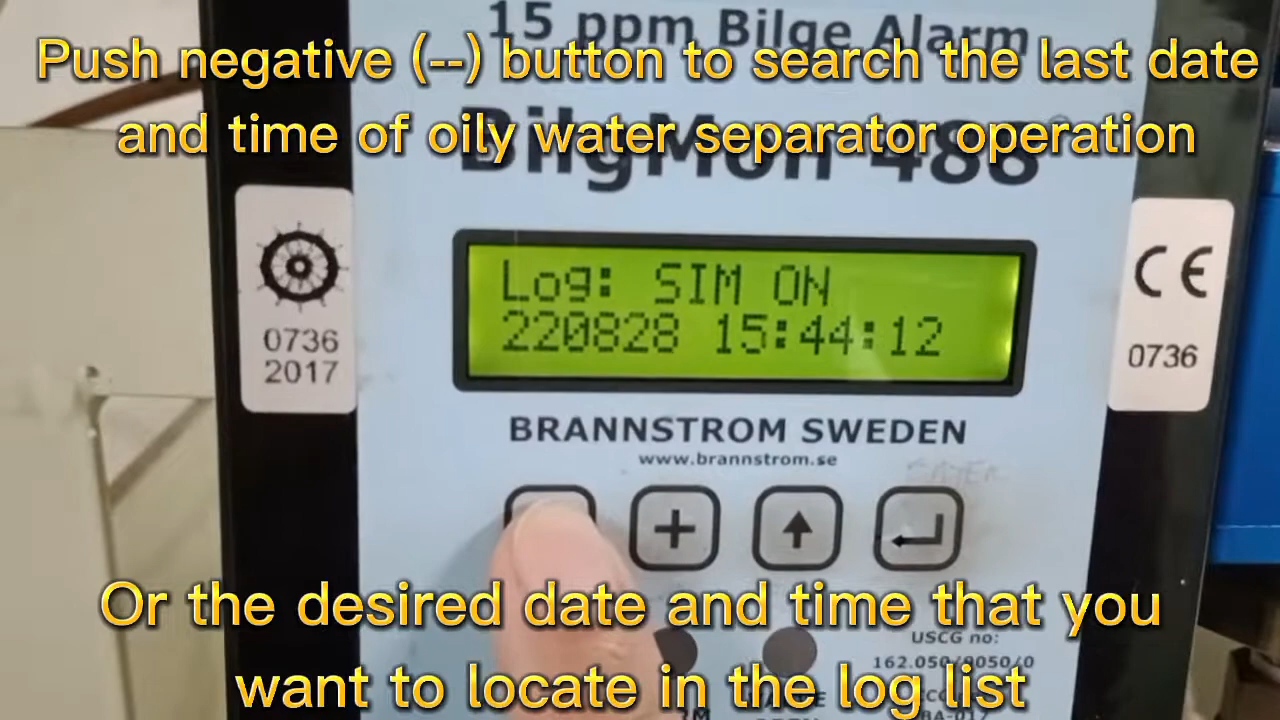 15 ppm Bilge Alarm
Push negative (--) button to search the last date
and time of oily water separator operation
BilgMon 488
Log: SIM ON
220828 15:44:12
0736
2017
CE
0736
BRANNSTROM SWEDEN
www.brannstrom.se
+
Or the desired date and time that you
want to locate in the log list
USCG no:
162.050/9050/0